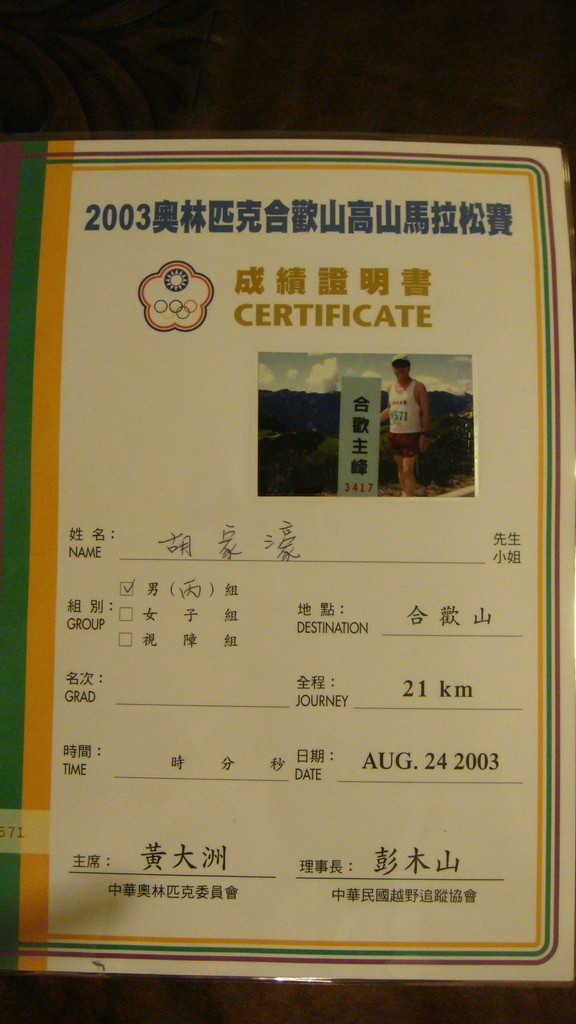 2003奧林匹克合歡山高山馬拉松賽
成績證明書
CERTIFICATE
合歡主峰
3417
571
姓 名：
NAME
胡家濠
先生
小姐
組 別：
GROUP
☑ 男（丙）組
☐ 女 子 組
☐ 視 障 組
地 點：
DESTINATION
合 歡 山
名次：
GRAD
全程：
JOURNEY
21 km
時間：
TIME
時 分 秒
日期：
DATE
AUG. 24 2003
主席：
黃大洲
中華奧林匹克委員會
理事長：
彭木山
中華民國越野追蹤協會
571